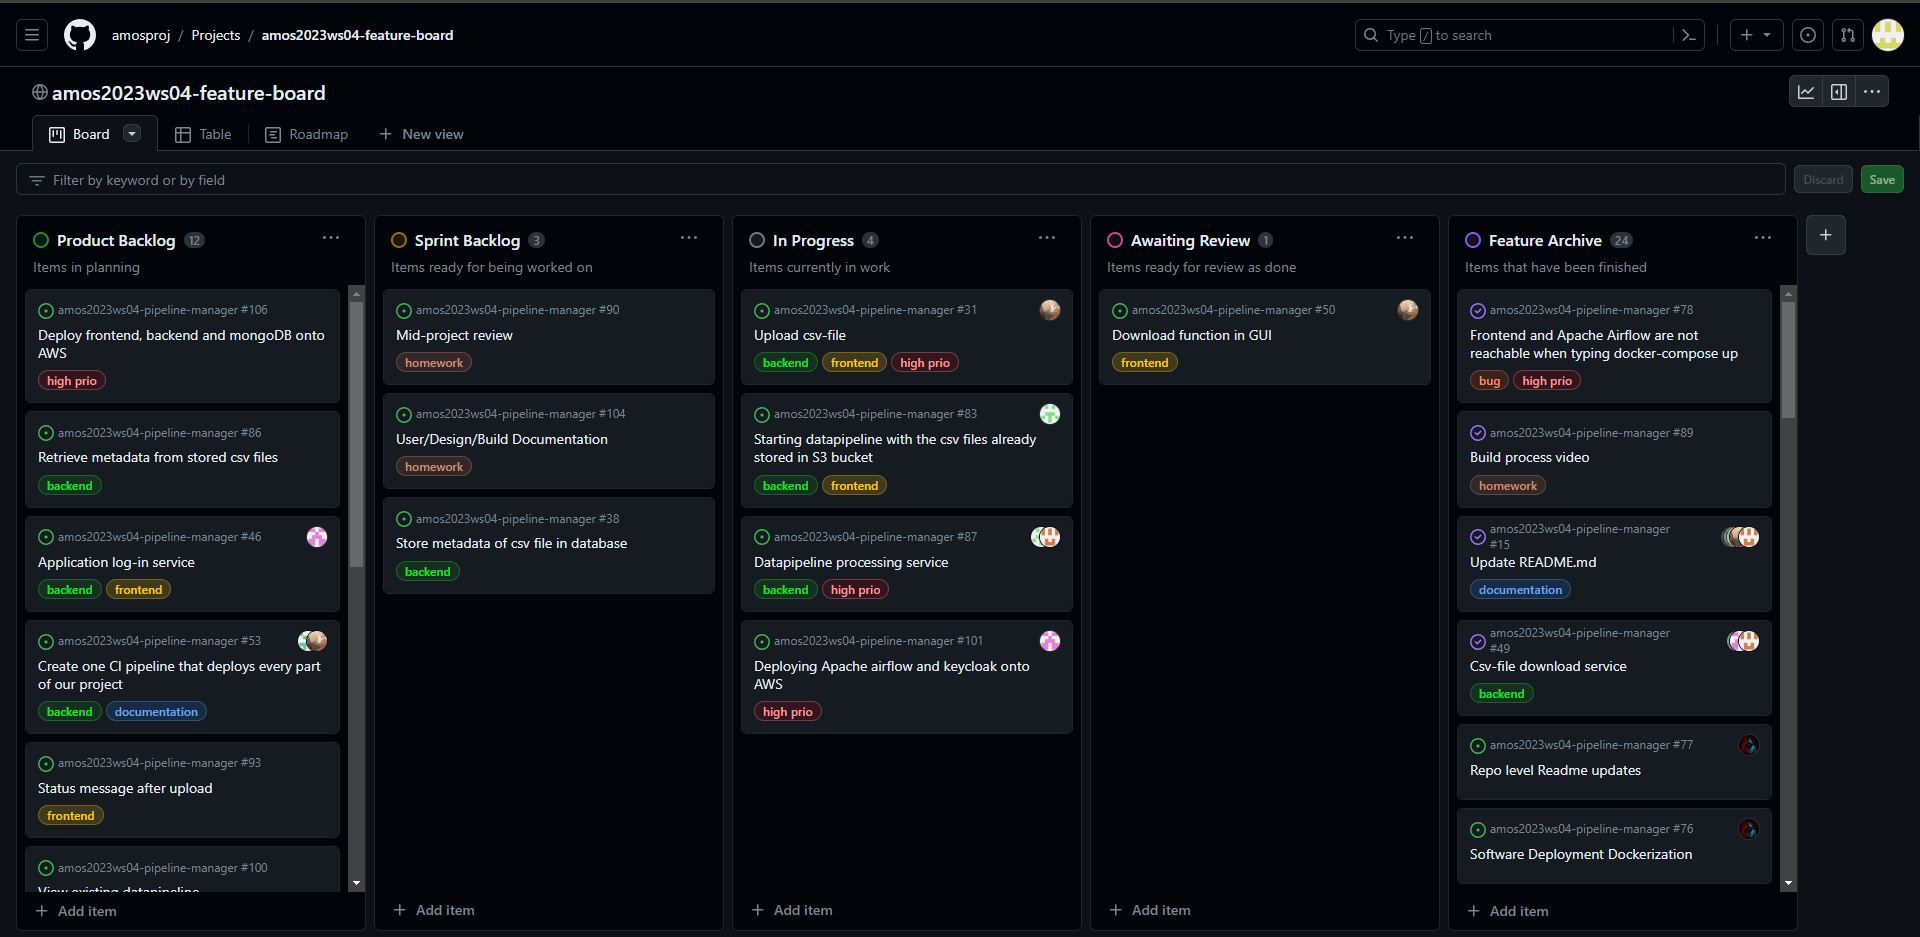 amosproj / Projects / amos2023ws04-feature-board
Type / to search
amos2023ws04-feature-board
Board
Table
Roadmap
New view
Filter by keyword or by field
Discard
Save
Product Backlog 12
Items in planning
amos2023ws04-pipeline-manager #106
Deploy frontend, backend and mongoDB onto
AWS
high prio
amos2023ws04-pipeline-manager #86
Retrieve metadata from stored csv files
backend
amos2023ws04-pipeline-manager #46
Application log-in service
backend frontend
amos2023ws04-pipeline-manager #53
Create one CI pipeline that deploys every part
of our project
backend documentation
amos2023ws04-pipeline-manager #93
Status message after upload
frontend
amos2023ws04-pipeline-manager #100
View existing datapipeline
Add item
Sprint Backlog 3
Items ready for being worked on
amos2023ws04-pipeline-manager #90
Mid-project review
homework
amos2023ws04-pipeline-manager #104
User/Design/Build Documentation
homework
amos2023ws04-pipeline-manager #38
Store metadata of csv file in database
backend
Add item
In Progress 4
Items currently in work
amos2023ws04-pipeline-manager #31
Upload csv-file
backend frontend high prio
amos2023ws04-pipeline-manager #83
Starting datapipeline with the csv files already
stored in S3 bucket
backend frontend
amos2023ws04-pipeline-manager #87
Datapipeline processing service
backend high prio
amos2023ws04-pipeline-manager #101
Deploying Apache airflow and keycloak onto
AWS
high prio
Add item
Awaiting Review 1
Items ready for review as done
amos2023ws04-pipeline-manager #50
Download function in GUI
frontend
Add item
Feature Archive 24
Items that have been finished
amos2023ws04-pipeline-manager #78
Frontend and Apache Airflow are not
reachable when typing docker-compose up
bug high prio
amos2023ws04-pipeline-manager #89
Build process video
homework
amos2023ws04-pipeline-manager
#15
Update README.md
documentation
amos2023ws04-pipeline-manager
#49
Csv-file download service
backend
amos2023ws04-pipeline-manager #77
Repo level Readme updates
amos2023ws04-pipeline-manager #76
Software Deployment Dockerization
Add item